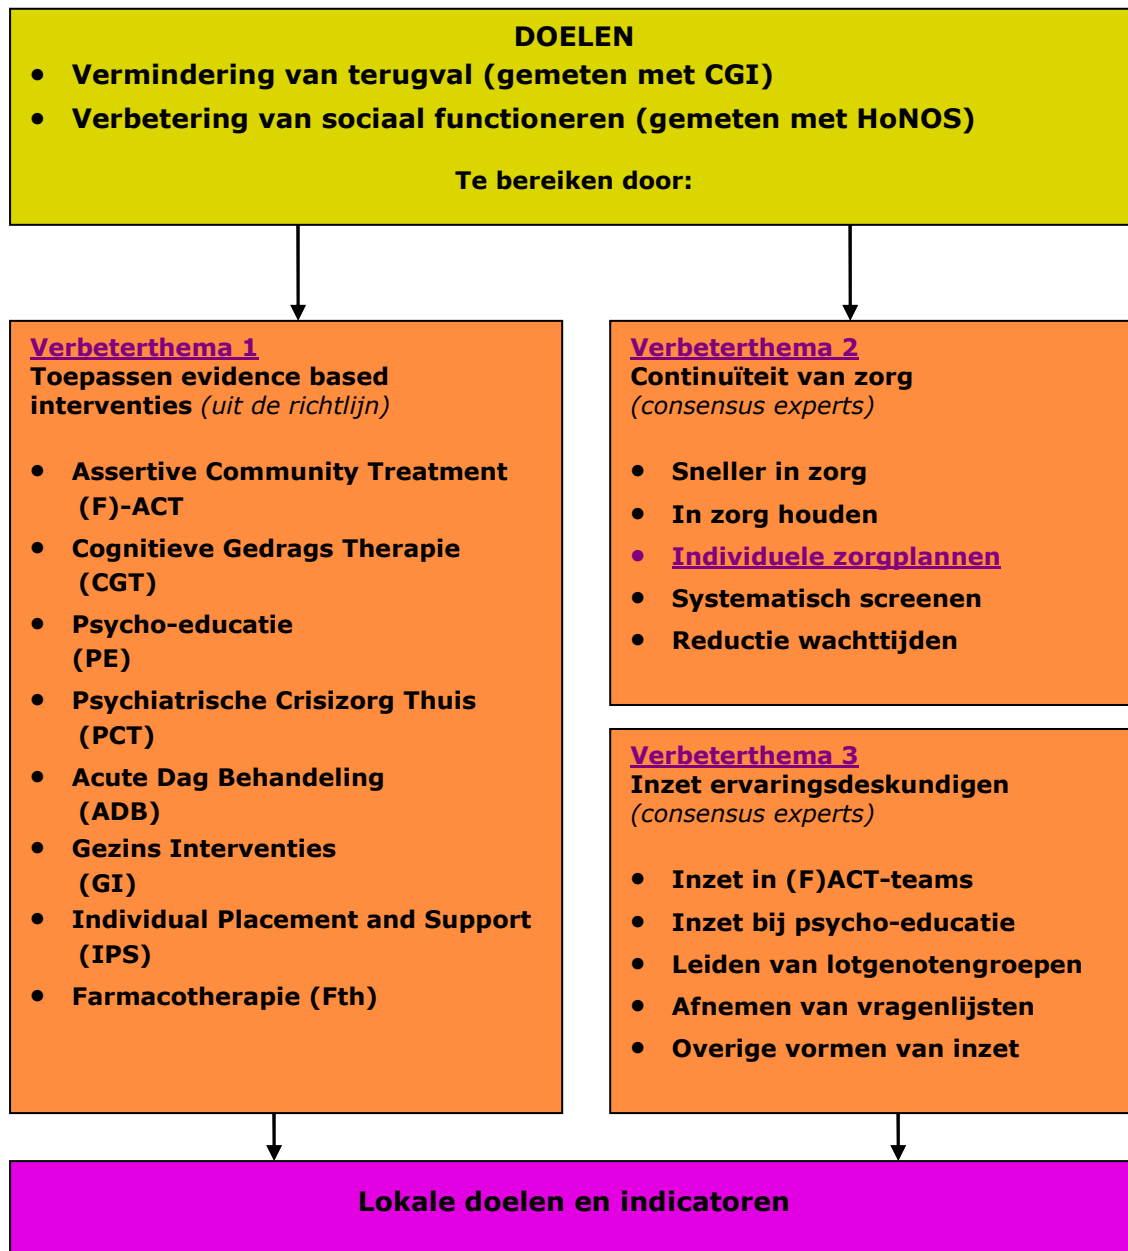 DOELEN
• Vermindering van terugval (gemeten met CGI)
• Verbetering van sociaal functioneren (gemeten met HoNOS)
Te bereiken door:
Verbeterthema 1
Toepassen evidence based
interventies (uit de richtlijn)
• Assertive Community Treatment
(F)-ACT
• Cognitieve Gedrags Therapie
(CGT)
• Psycho-educatie
(PE)
• Psychiatrische Crisizorg Thuis
(PCT)
• Acute Dag Behandeling
(ADB)
• Gezins Interventies
(GI)
• Individual Placement and Support
(IPS)
• Farmacotherapie (Fth)
Verbeterthema 2
Continuïteit van zorg
(consensus experts)
• Sneller in zorg
• In zorg houden
• Individuele zorgplannen
• Systematisch screenen
• Reductie wachttijden
Verbeterthema 3
Inzet ervaringsdeskundigen
(consensus experts)
• Inzet in (F)ACT-teams
• Inzet bij psycho-educatie
• Leiden van lotgenotengroepen
• Afnemen van vragenlijsten
• Overige vormen van inzet
Lokale doelen en indicatoren